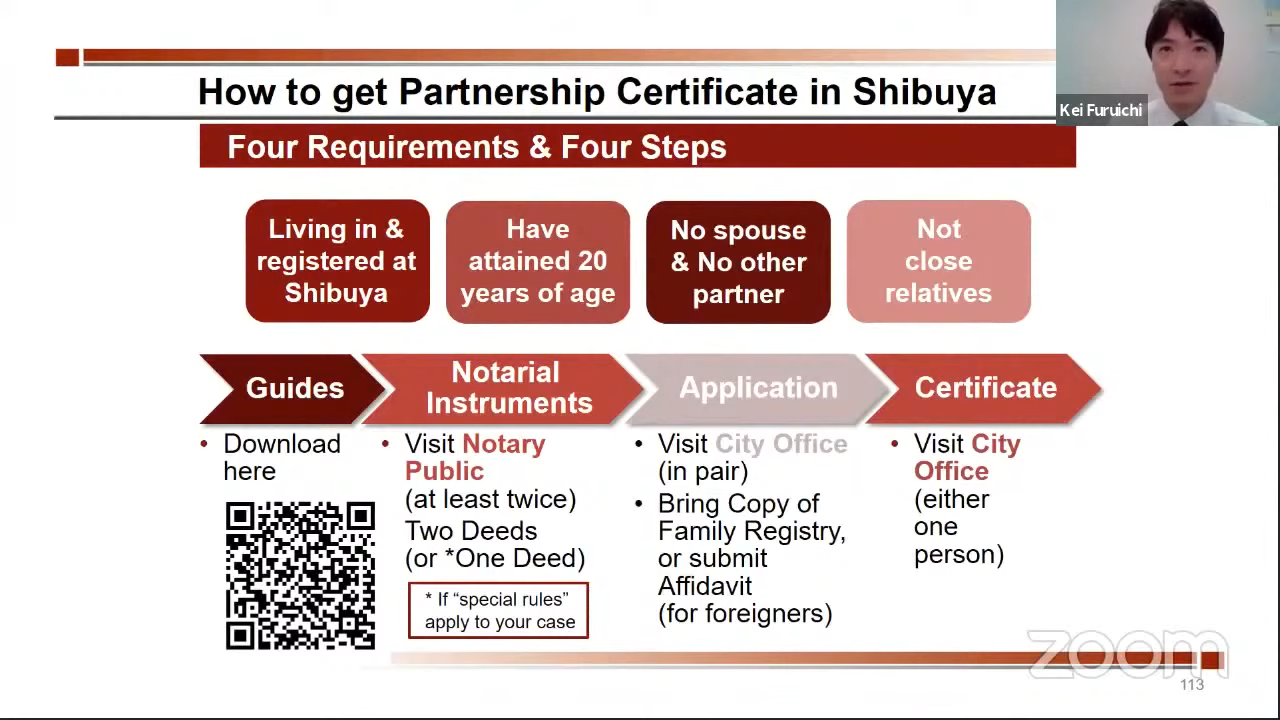 How to get Partnership Certificate in Shibuya
Kei Furuichi
Four Requirements & Four Steps
Living in &
registered at
Shibuya
Have
attained 20
years of age
No spouse
& No other
partner
Not
close
relatives
Guides
Notarial
Instruments
Application
Certificate
• Download
here
• Visit Notary
Public
(at least twice)
Two Deeds
(or *One Deed)
* If “special rules”
apply to your case
• Visit City Office
(in pair)
• Bring Copy of
Family Registry,
or submit
Affidavit
(for foreigners)
• Visit City
Office
(either
one
person)
zoom
113